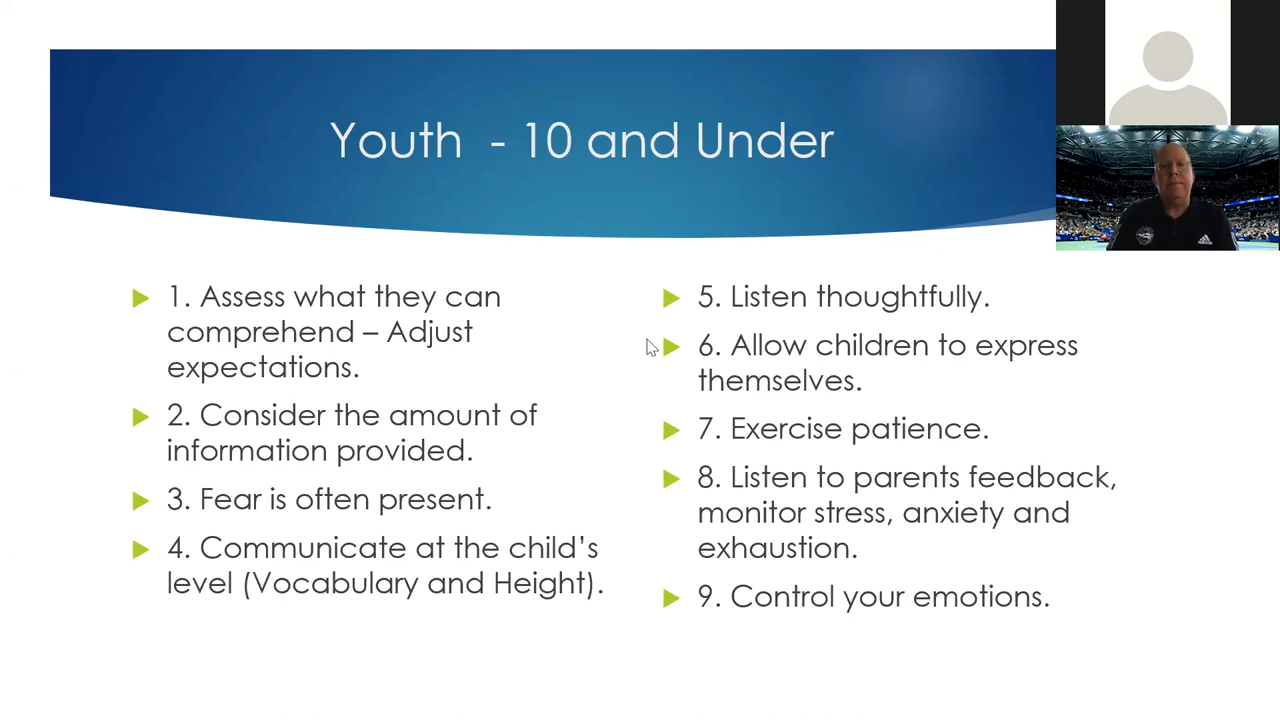 Youth - 10 and Under
1. Assess what they can
comprehend – Adjust
expectations.
2. Consider the amount of
information provided.
3. Fear is often present.
4. Communicate at the child's
level (Vocabulary and Height).
5. Listen thoughtfully.
6. Allow children to express
themselves.
7. Exercise patience.
8. Listen to parents feedback,
monitor stress, anxiety and
exhaustion.
9. Control your emotions.